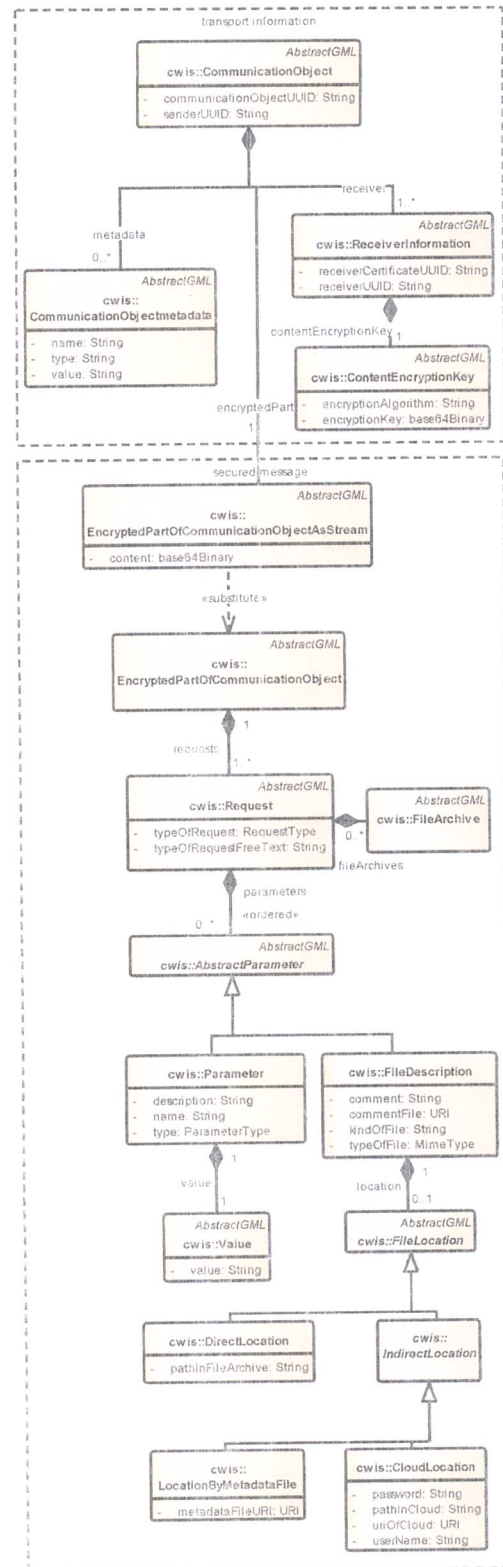 transport information
AbstractGML
cwis::CommunicationObject
- communicationObjectUUID: String
- senderUUID: String
receiver
1..*
metadata
0..*
AbstractGML
cwis::ReceiverInformation
- receiverCertificateUUID: String
- receiverUUID: String
AbstractGML
cwis::
CommunicationObjectmetadata
- name: String
- type: String
- value: String
contentEncryptionKey
1
AbstractGML
cwis::ContentEncryptionKey
- encryptionAlgorithm: String
- encryptionKey: base64Binary
encryptedPart
1
secured message
AbstractGML
cwis::
EncryptedPartOfCommunicationObjectAsStream
- content: base64Binary
«substitute»
AbstractGML
cwis::
EncryptedPartOfCommunicationObject
1
requests
1..*
AbstractGML
cwis::Request
- typeOfRequest: RequestType
- typeOfRequestFreeText: String
AbstractGML
cwis::FileArchive
0..*
fileArchives
parameters
0..*
«rordered»
AbstractGML
cwis::AbstractParameter
cwis::Parameter
- description: String
- name: String
- type: ParameterType
cwis::FileDescription
- comment: String
- commentFile: URI
- kindOfFile: String
- typeOfFile: MimeType
1
value
1
1
location
0..1
AbstractGML
cwis::Value
- value: String
AbstractGML
cwis::FileLocation
cwis::DirectLocation
- pathInFileArchive: String
cwis::
IndirectLocation
cwis::
LocationByMetadataFile
- metadataFileURI: URI
cwis::CloudLocation
- password: String
- pathInCloud: String
- uriOfCloud: URI
- userName: String